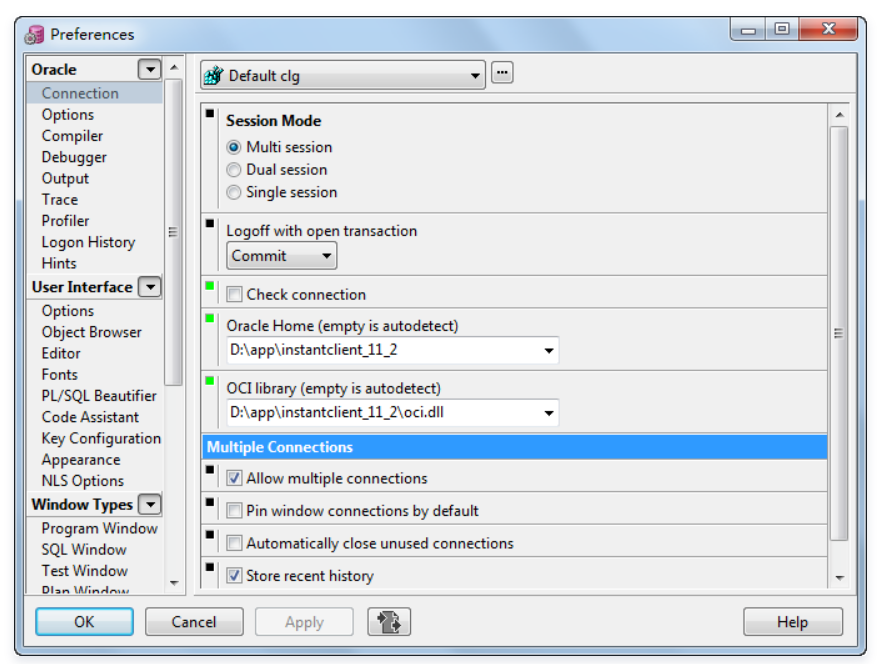 Preferences
Oracle
Connection
Options
Compiler
Debugger
Output
Trace
Profiler
Logon History
Hints
User Interface
Options
Object Browser
Editor
Fonts
PL/SQL Beautifier
Code Assistant
Key Configuration
Appearance
NLS Options
Window Types
Program Window
SQL Window
Test Window
Plan Window
Default clg
Session Mode
Multi session
Dual session
Single session
Logoff with open transaction
Commit
Check connection
Oracle Home (empty is autodetect)
D:\app\instantclient_11_2
OCI library (empty is autodetect)
D:\app\instantclient_11_2\oci.dll
Multiple Connections
Allow multiple connections
Pin window connections by default
Automatically close unused connections
Store recent history
OK
Cancel
Apply
Help